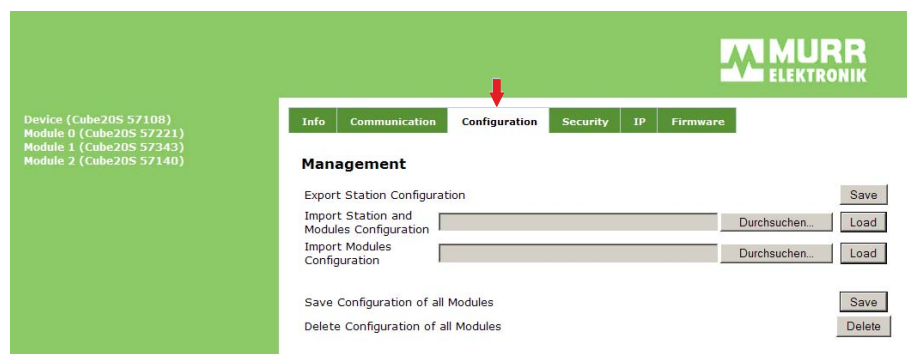 MURR
ELEKTRONIK
Device (Cube20S 57108)
Module 0 (Cube20S 57221)
Module 1 (Cube20S 57343)
Module 2 (Cube20S 57140)
Info Communication Configuration Security IP Firmware
Management
Export Station Configuration Save
Import Station and
Modules Configuration Durchsuchen... Load
Import Modules
Configuration Durchsuchen... Load
Save Configuration of all Modules Save
Delete Configuration of all Modules Delete